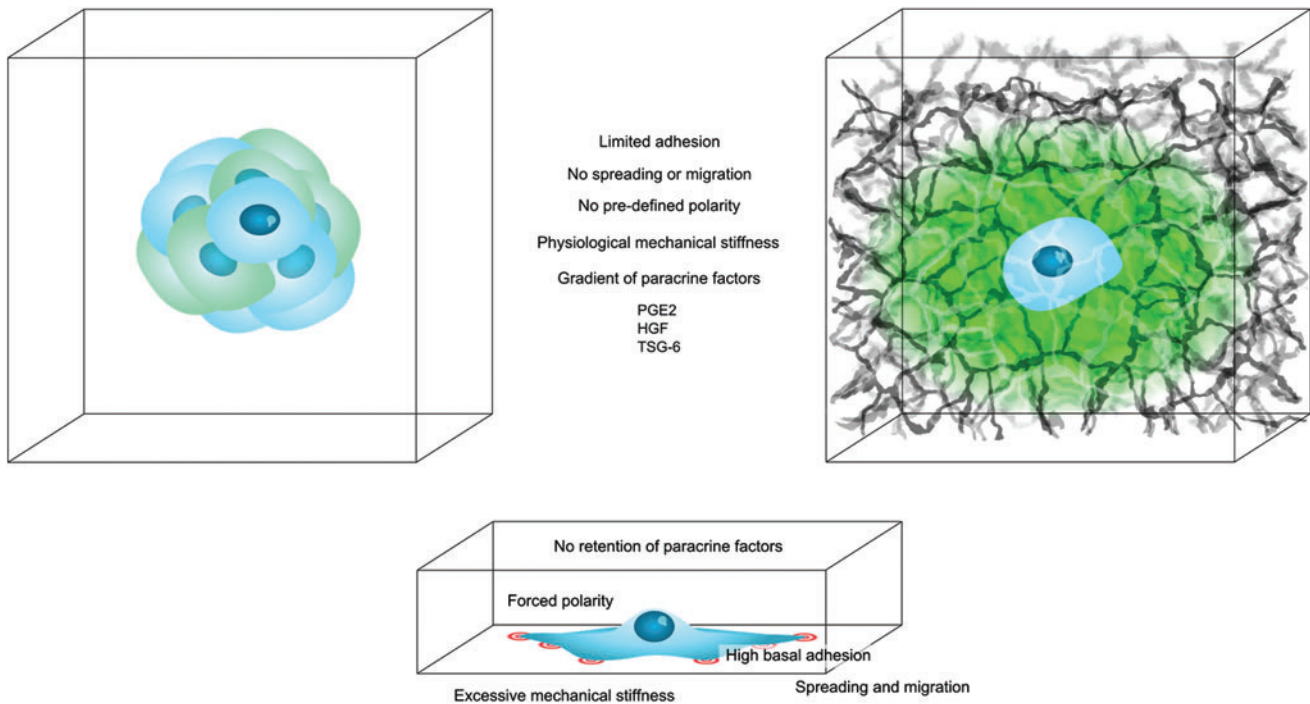 Limited adhesion
No spreading or migration
No pre-defined polarity
Physiological mechanical stiffness
Gradient of paracrine factors
PGE2
HGF
TSG-6
No retention of paracrine factors
Forced polarity
High basal adhesion
Excessive mechanical stiffness
Spreading and migration